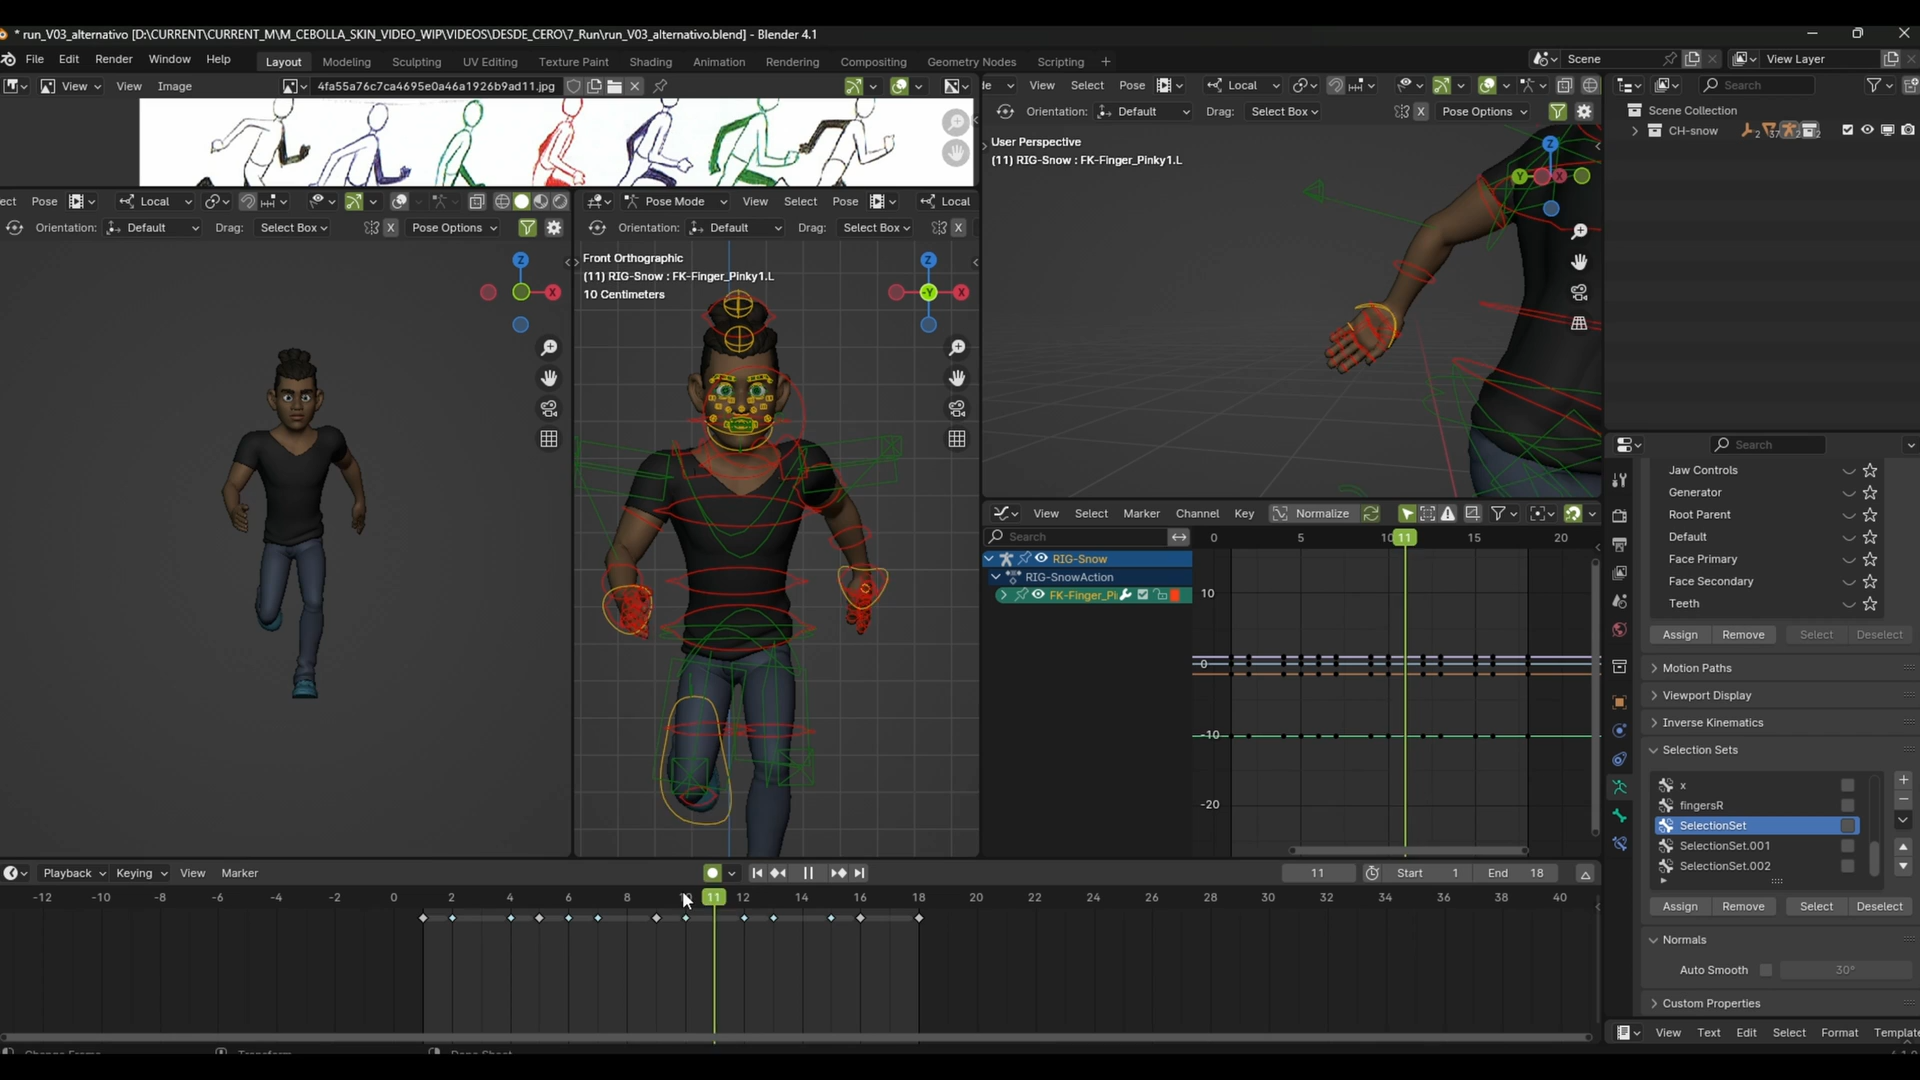 * run_V03_alternativo [D:\CURRENT\CURRENT_M\M_CEBOLLA_SKIN_VIDEO_WIP\VIDEOS\DESDE_CERO\7_Run\run_V03_alternativo.blend] - Blender 4.1
File Edit Render Window Help Layout Modeling Sculpting UV Editing Texture Paint Shading Animation Rendering Compositing Geometry Nodes Scripting + Scene View Layer
View View Image 4fa55a76c7ca4695e0a46a1926b9ad11.jpg
View Select Pose Local
Search
Orientation: Default Drag: Select Box X Pose Options
Scene Collection
CH-snow 2 37 2 2
User Perspective
(11) RIG-Snow : FK-Finger_Pinky1.L
Z
Y X
ect Pose Local
Pose Mode View Select Pose Local
Orientation: Default Drag: Select Box X Pose Options
Orientation: Default Drag: Select Box X
Z
X
Front Orthographic
(11) RIG-Snow : FK-Finger_Pinky1.L
10 Centimeters
Z
-Y X
Search
Jaw Controls
Generator
Root Parent
Default
Face Primary
Face Secondary
Teeth
Assign Remove Select Deselect
Motion Paths
Viewport Display
Inverse Kinematics
Selection Sets
x
fingersR
SelectionSet
SelectionSet.001
SelectionSet.002
Assign Remove Select Deselect
Normals
Auto Smooth 30°
Custom Properties
View Text Edit Select Format Template
View Select Marker Channel Key Normalize
Search
0 5 10 11 15 20
RIG-Snow
RIG-SnowAction
FK-Finger_Pi
10
0
-10
-20
Playback Keying View Marker
11 Start 1 End 18
-12 -10 -8 -6 -4 -2 0 2 4 6 8 10 11 12 14 16 18 20 22 24 26 28 30 32 34 36 38 40